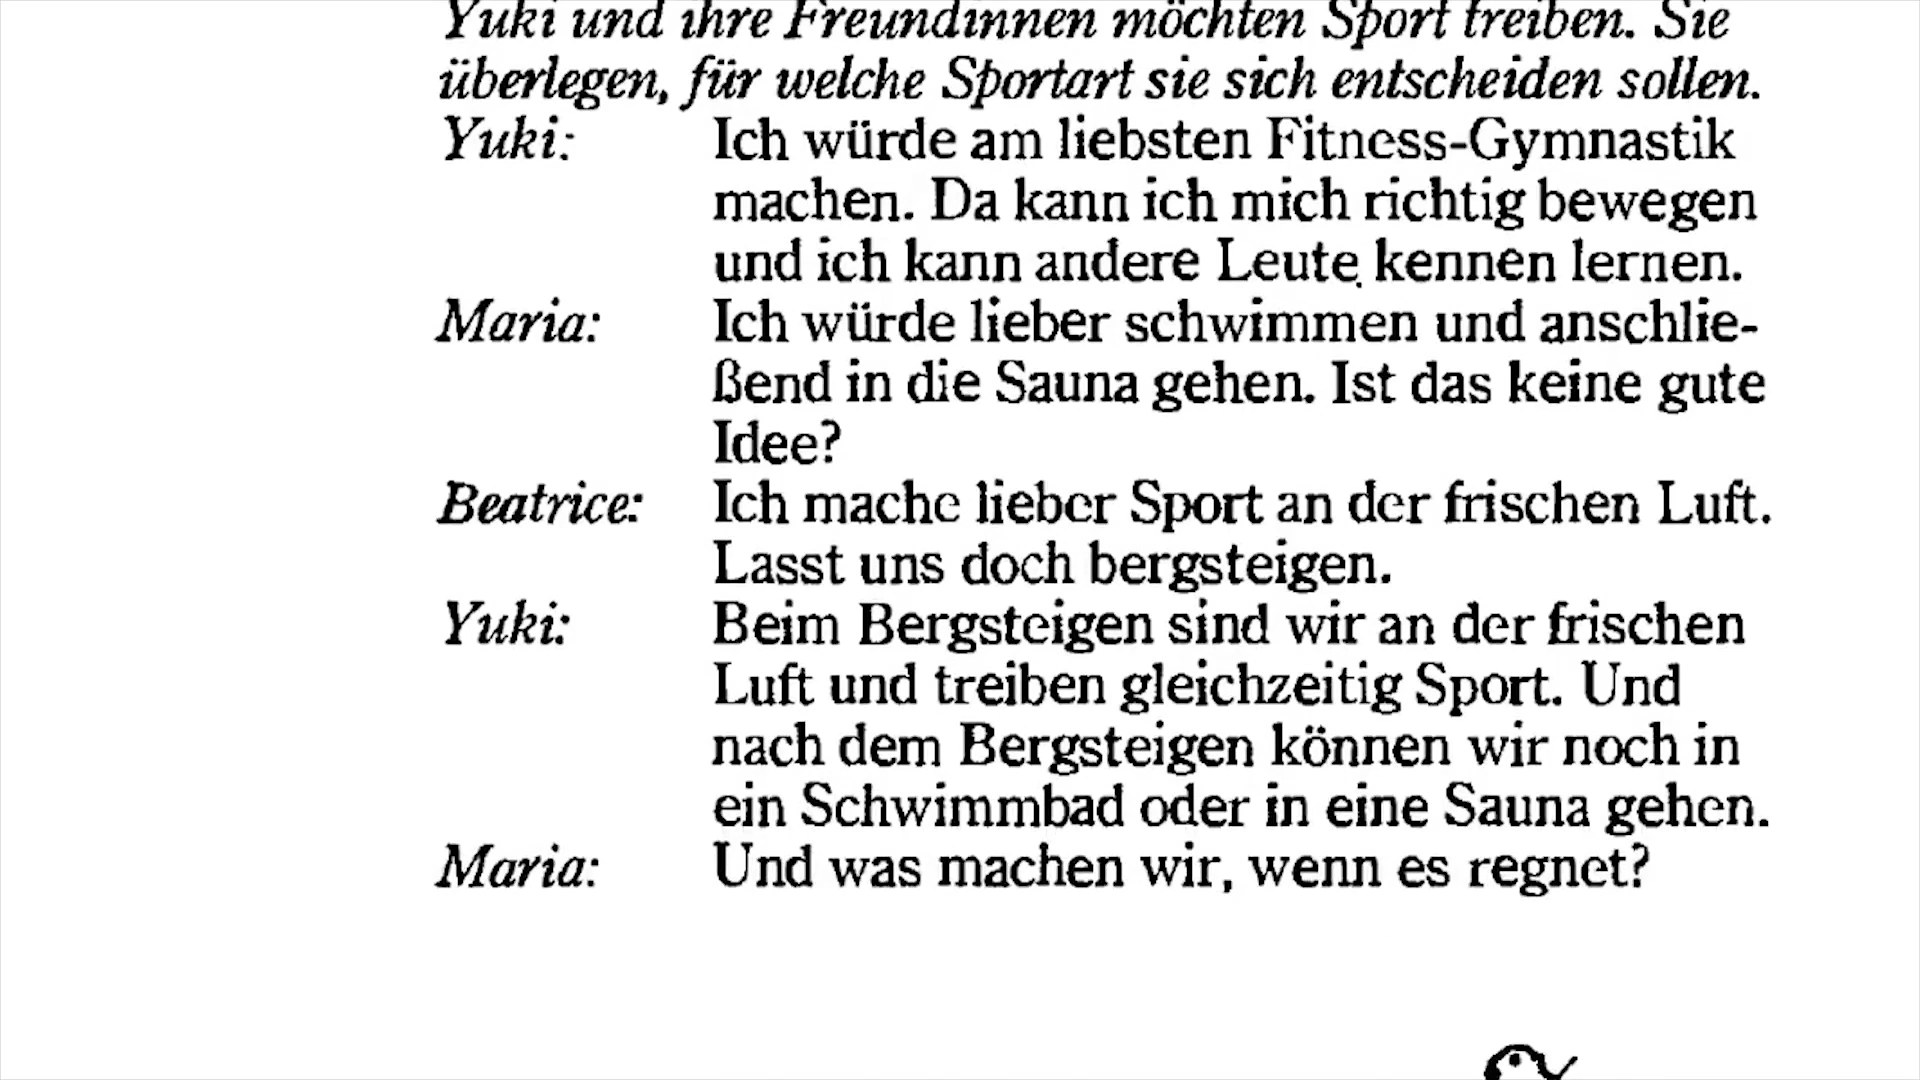 Yuki und ihre Freundinnen möchten Sport treiben. Sie
überlegen, für welche Sportart sie sich entscheiden sollen.
Yuki: Ich würde am liebsten Fitness-Gymnastik
machen. Da kann ich mich richtig bewegen
und ich kann andere Leute kennen lernen.
Maria: Ich würde lieber schwimmen und anschlie-
ßend in die Sauna gehen. Ist das keine gute
Idee?
Beatrice: Ich mache lieber Sport an der frischen Luft.
Lasst uns doch bergsteigen.
Yuki: Beim Bergsteigen sind wir an der frischen
Luft und treiben gleichzeitig Sport. Und
nach dem Bergsteigen können wir noch in
ein Schwimmbad oder in eine Sauna gehen.
Maria: Und was machen wir, wenn es regnet?